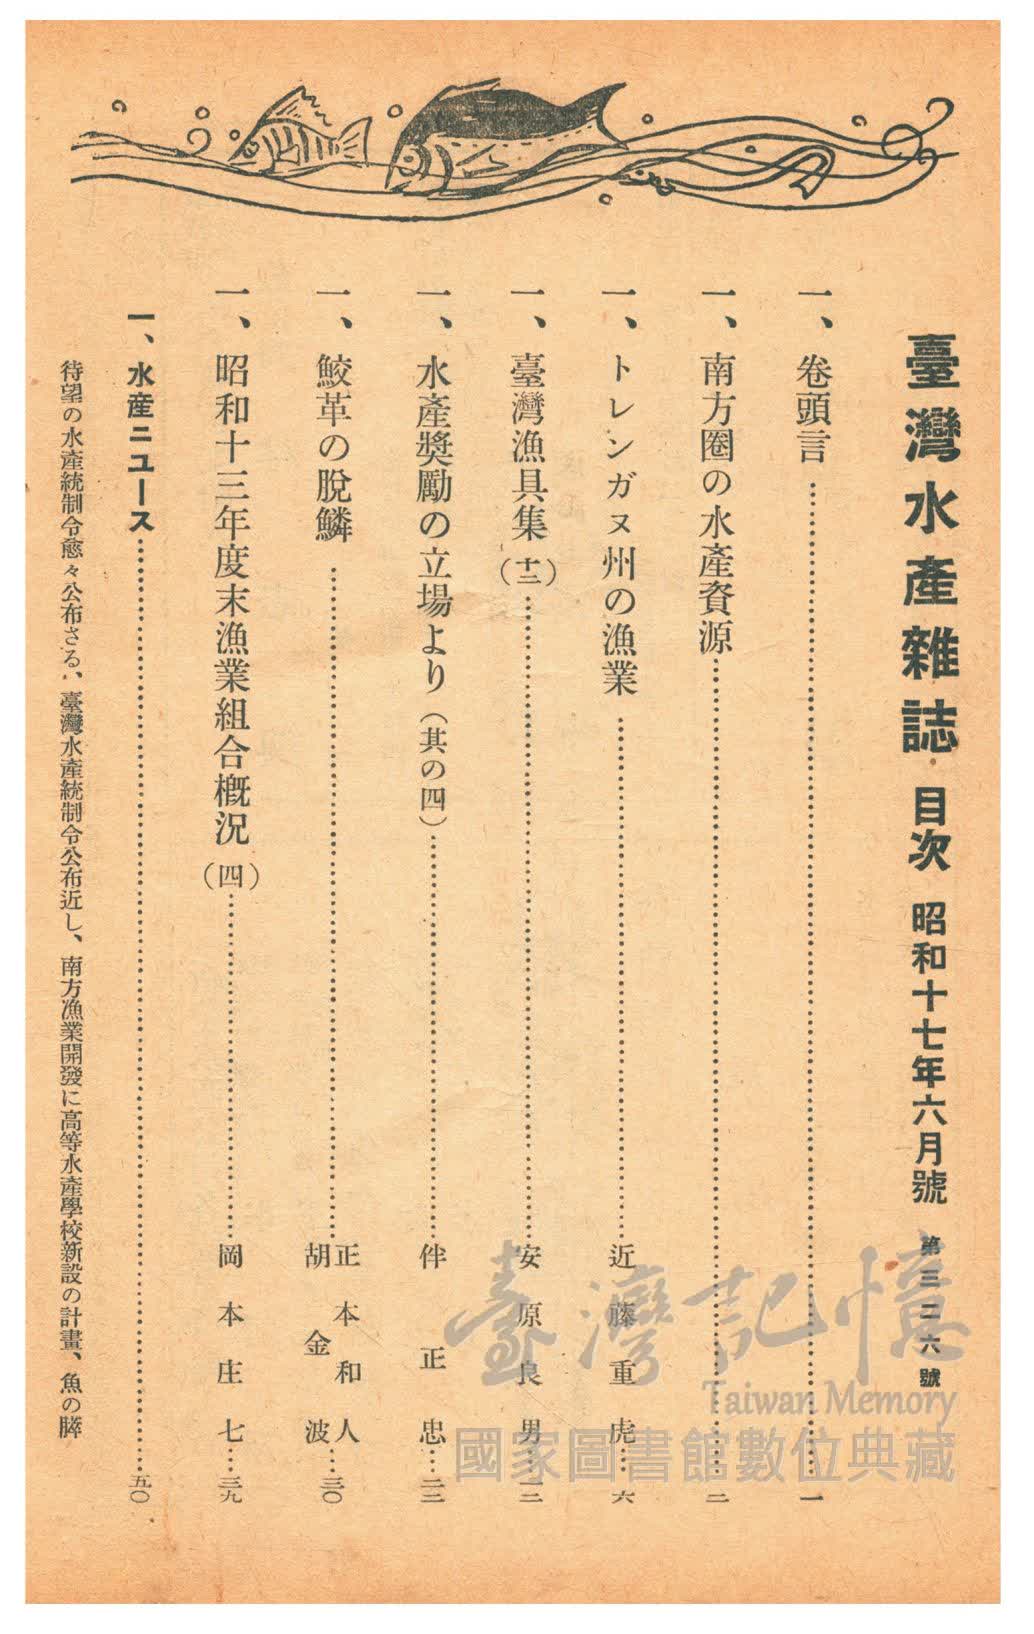 臺灣水產雜誌 目次 昭和十七年六月號 第三二六號
一、卷頭言…………一
一、南方圈の水產資源…………二
一、トレンガヌ州の漁業…………近藤重虎…六
一、臺灣漁具集(十二)…………安原良男…一二
一、水產獎勵の立場より(其の四)…………伴正忠…二三
一、鮫革の脫鱗…………正本和人 胡金波…三〇
一、昭和十三年度末漁業組合概況(四)…………岡本庄七…三九
一、水産ニュース…………五〇
待望の水產統制令愈々公布さる、臺灣水產統制令公布近し、南方漁業開發に高等水產學校新設の計畫、魚の膵
臺灣記憶
Taiwan Memory
國家圖書館數位典藏